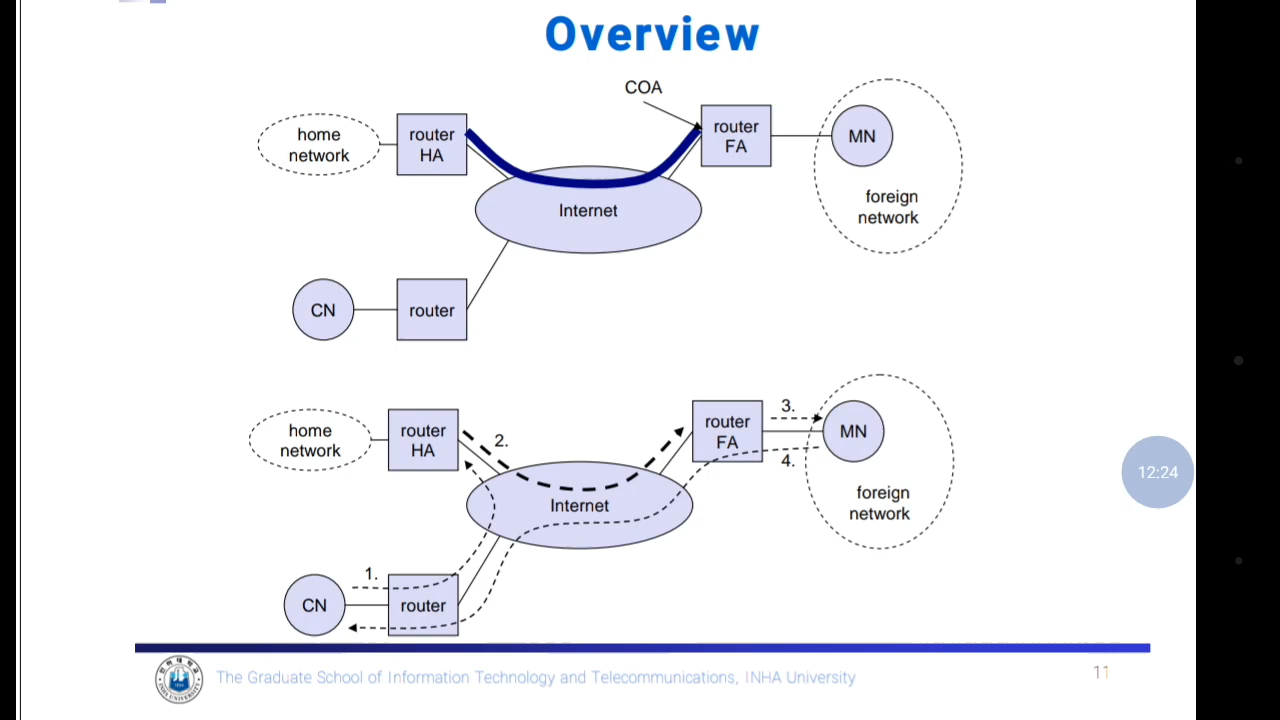 Overview
COA
home
network
router
HA
router
FA
MN
Internet
foreign
network
CN
router
home
network
router
HA
2.
router
FA
3.
MN
4.
Internet
foreign
network
1.
CN
router
The Graduate School of Information Technology and Telecommunications, INHA University
11
12:24